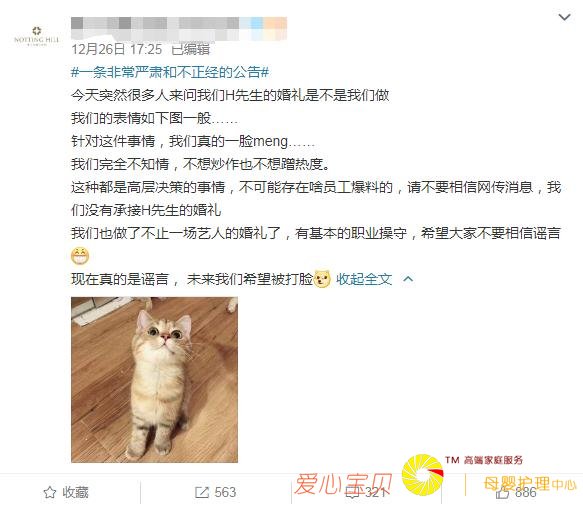 NOTTING HILL
12月26日 17:25 已编辑
#一条非常严肃和不正经的公告#
今天突然很多人来问我们H先生的婚礼是不是我们做
我们的表情如下图一般……
针对这件事情，我们真的一脸meng……
我们完全不知情，不想炒作也不想蹭热度。
这种都是高层决策的事情，不可能存在啥员工爆料的，请不要相信网传消息，我
们没有承接H先生的婚礼
我们也做了不止一场艺人的婚礼了，有基本的职业操守，希望大家不要相信谣言
😁
现在真的是谣言， 未来我们希望被打脸 收起全文
TM 高端家庭服务
爱心宝贝 母婴护理中心
收藏 563 321 886